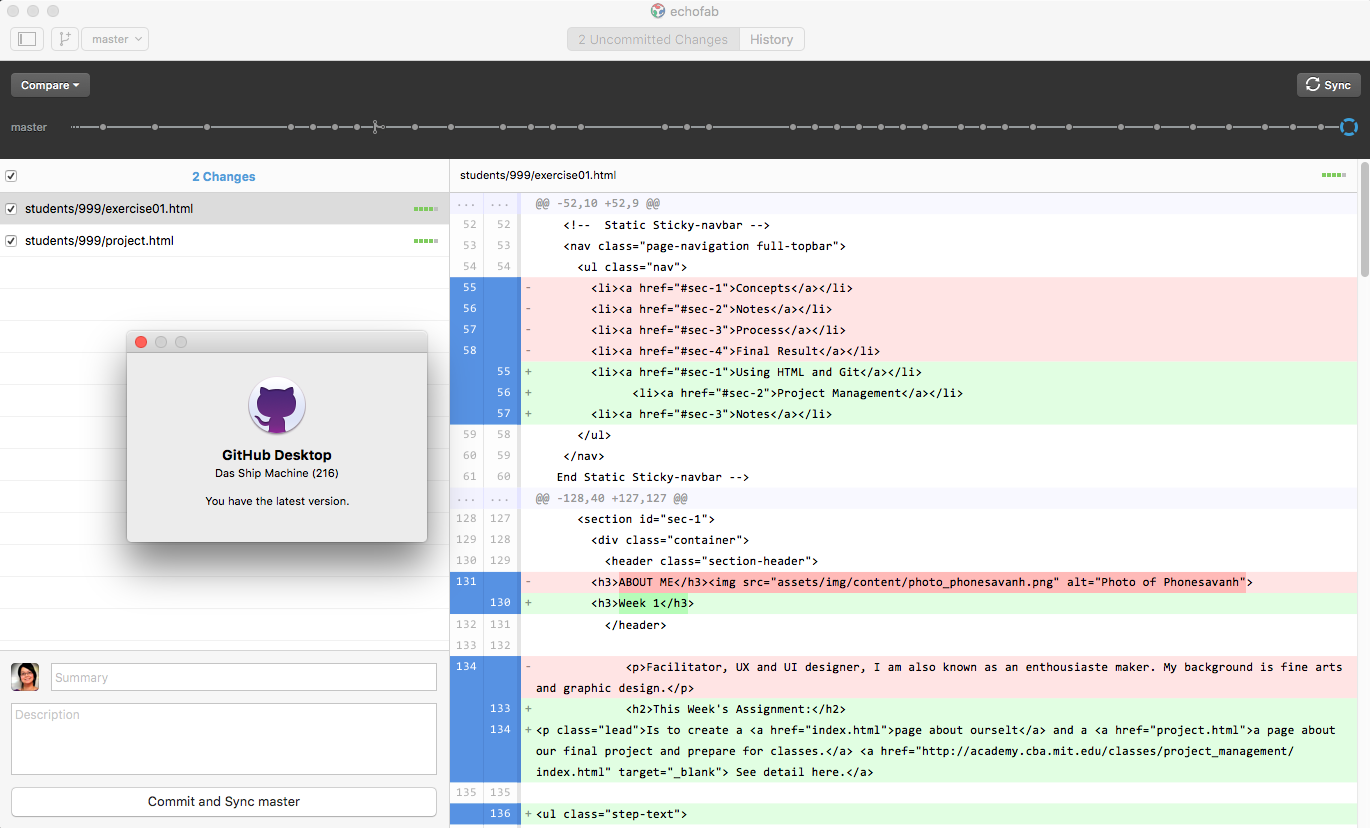 echofab
master
2 Uncommitted Changes
History
Compare
Sync
master
2 Changes
students/999/exercise01.html
students/999/project.html
GitHub Desktop
Das Ship Machine (216)
You have the latest version.
Summary
Description
Commit and Sync master
students/999/exercise01.html
... ... @@ -52,10 +52,9 @@
52 52 <!--  Static Sticky-navbar -->
53 53 <nav class="page-navigation full-topbar">
54 54 <ul class="nav">
55 - <li><a href="#sec-1">Concepts</a></li>
56 - <li><a href="#sec-2">Notes</a></li>
57 - <li><a href="#sec-3">Process</a></li>
58 - <li><a href="#sec-4">Final Result</a></li>
55 + <li><a href="#sec-1">Using HTML and Git</a></li>
56 + <li><a href="#sec-2">Project Management</a></li>
57 + <li><a href="#sec-3">Notes</a></li>
59 58 </ul>
60 59 </nav>
61 60 End Static Sticky-navbar -->
... ... @@ -128,40 +127,127 @@
128 127 <section id="sec-1">
129 128 <div class="container">
130 129 <header class="section-header">
131 - <h3>ABOUT ME</h3><img src="assets/img/content/photo_phonesavanh.png" alt="Photo of Phonesavanh">
130 + <h3>Week 1</h3>
132 131 </header>
133 132
134 - <p>Facilitator, UX and UI designer, I am also known as an enthousiaste maker. My background is fine arts
and graphic design.</p>
133 + <h2>This Week's Assignment:</h2>
134 + <p class="lead">Is to create a <a href="index.html">page about ourselt</a> and a <a href="project.html">a page about
our final project and prepare for classes.</a> <a href="http://academy.cba.mit.edu/classes/project_management/
index.html" target="_blank"> See detail here.</a>
135 135
136 + <ul class="step-text">